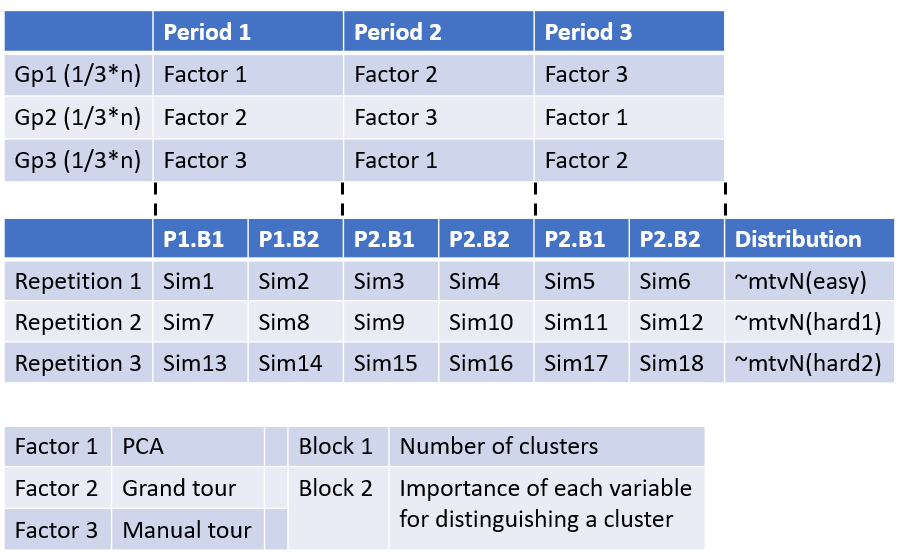 Period 1 Period 2 Period 3
Gp1 (1/3*n) Factor 1 Factor 2 Factor 3
Gp2 (1/3*n) Factor 2 Factor 3 Factor 1
Gp3 (1/3*n) Factor 3 Factor 1 Factor 2
P1.B1 P1.B2 P2.B1 P2.B2 P2.B1 P2.B2 Distribution
Repetition 1 Sim1 Sim2 Sim3 Sim4 Sim5 Sim6 ~mtvN(easy)
Repetition 2 Sim7 Sim8 Sim9 Sim10 Sim11 Sim12 ~mtvN(hard1)
Repetition 3 Sim13 Sim14 Sim15 Sim16 Sim17 Sim18 ~mtvN(hard2)
Factor 1 PCA Block 1 Number of clusters
Factor 2 Grand tour Block 2 Importance of each variable
for distinguishing a cluster
Factor 3 Manual tour